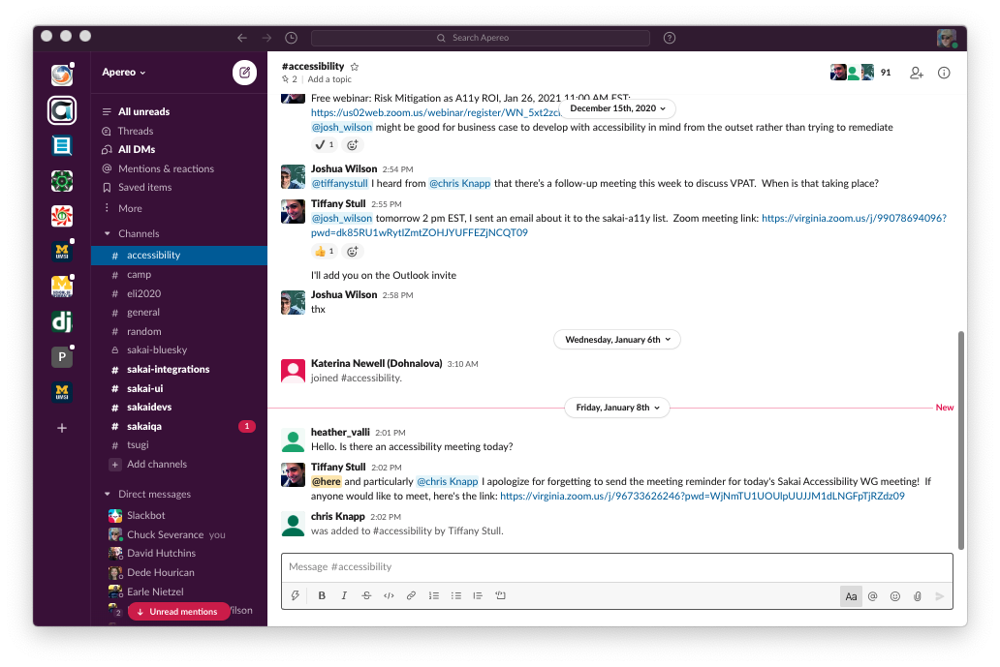 Search Apereo
Apereo
#accessibility
2 | Add a topic
91
All unreads
Threads
All DMs
Mentions & reactions
Saved items
More
Channels
# accessibility
# camp
# eli2020
# general
# random
sakai-bluesky
# sakai-integrations
# sakai-ui
# sakaidevs
# sakaiqa 1
# tsugi
+ Add channels
Direct messages
Slackbot
Chuck Severance you
David Hutchins
Dede Hourican
Earle Nietzel
2
Unread mentions
Wilson
UMSI
dj
P
UMSI
+
Free webinar: Risk Mitigation as A11y ROI, Jan 26, 2021 11:00 AM EST:
December 15th, 2020
@josh_wilson might be good for business case to develop with accessibility in mind from the outset rather than trying to remediate
1
Joshua Wilson 2:54 PM
@tiffanystull I heard from @chris Knapp that there's a follow-up meeting this week to discuss VPAT. When is that taking place?
Tiffany Stull 2:55 PM
@josh_wilson tomorrow 2 pm EST, I sent an email about it to the sakai-a11y list. Zoom meeting link: https://virginia.zoom.us/j/99078694096?
pwd=dk85RU1wRytIZmtZOHJYUFFEZjNCQT09
👍 1
I'll add you on the Outlook invite
Joshua Wilson 2:58 PM
thx
Wednesday, January 6th
Katerina Newell (Dohnalova) 3:10 AM
joined #accessibility.
Friday, January 8th
New
heather_valli 2:01 PM
Hello. Is there an accessibility meeting today?
Tiffany Stull 2:02 PM
@here and particularly @chris Knapp I apologize for forgetting to send the meeting reminder for today's Sakai Accessibility WG meeting! If
anyone would like to meet, here's the link: https://virginia.zoom.us/j/96733626246?pwd=WjNmTU1UOUlpUUJJM1dLNGFpTjRZdz09
chris Knapp 2:02 PM
was added to #accessibility by Tiffany Stull.
Message #accessibility
B I S </>
Aa @